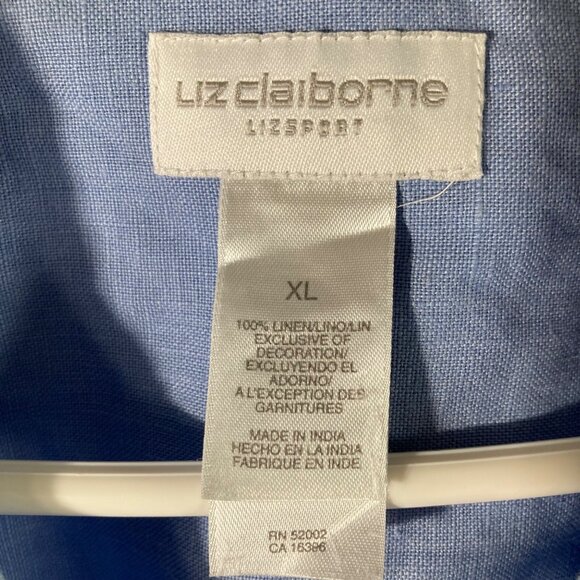 Liz claiborne
LIZSPORT
XL
100% LINEN/LINO/LIN
EXCLUSIVE OF
DECORATION/
EXCLUYENDO EL
ADORNO/
A L'EXCEPTION DES
GARNITURES
MADE IN INDIA
HECHO EN LA INDIA
FABRIQUE EN INDE
RN 52002
CA 16396